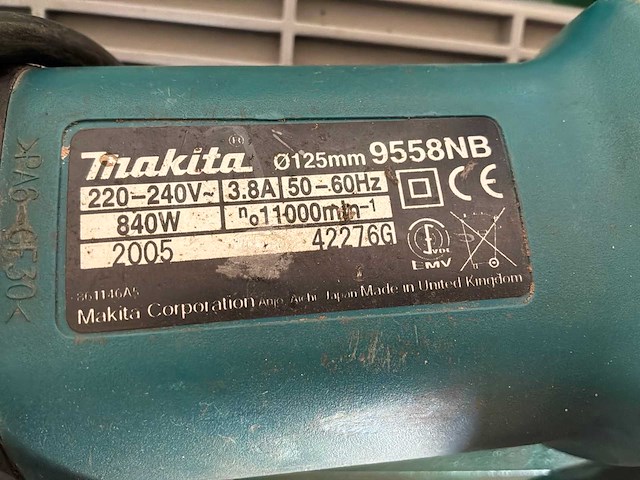 makita ® Ø125mm 9558NB
220-240V~ 3.8A 50-60Hz
840W n₀11000min⁻¹
2005 42276G
EMV
861146A5
Makita Corporation Anjo, Aichi, Japan Made in United Kingdom
>PA6-GF30<